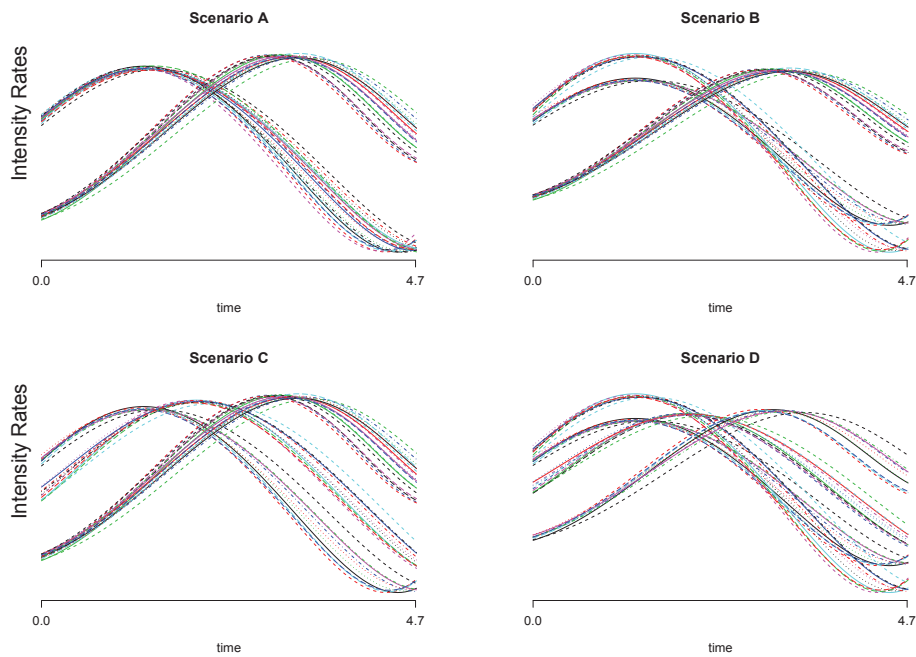 Scenario A
Scenario B
Intensity Rates
0.0
4.7
time
0.0
4.7
time
Scenario C
Scenario D
Intensity Rates
0.0
4.7
time
0.0
4.7
time